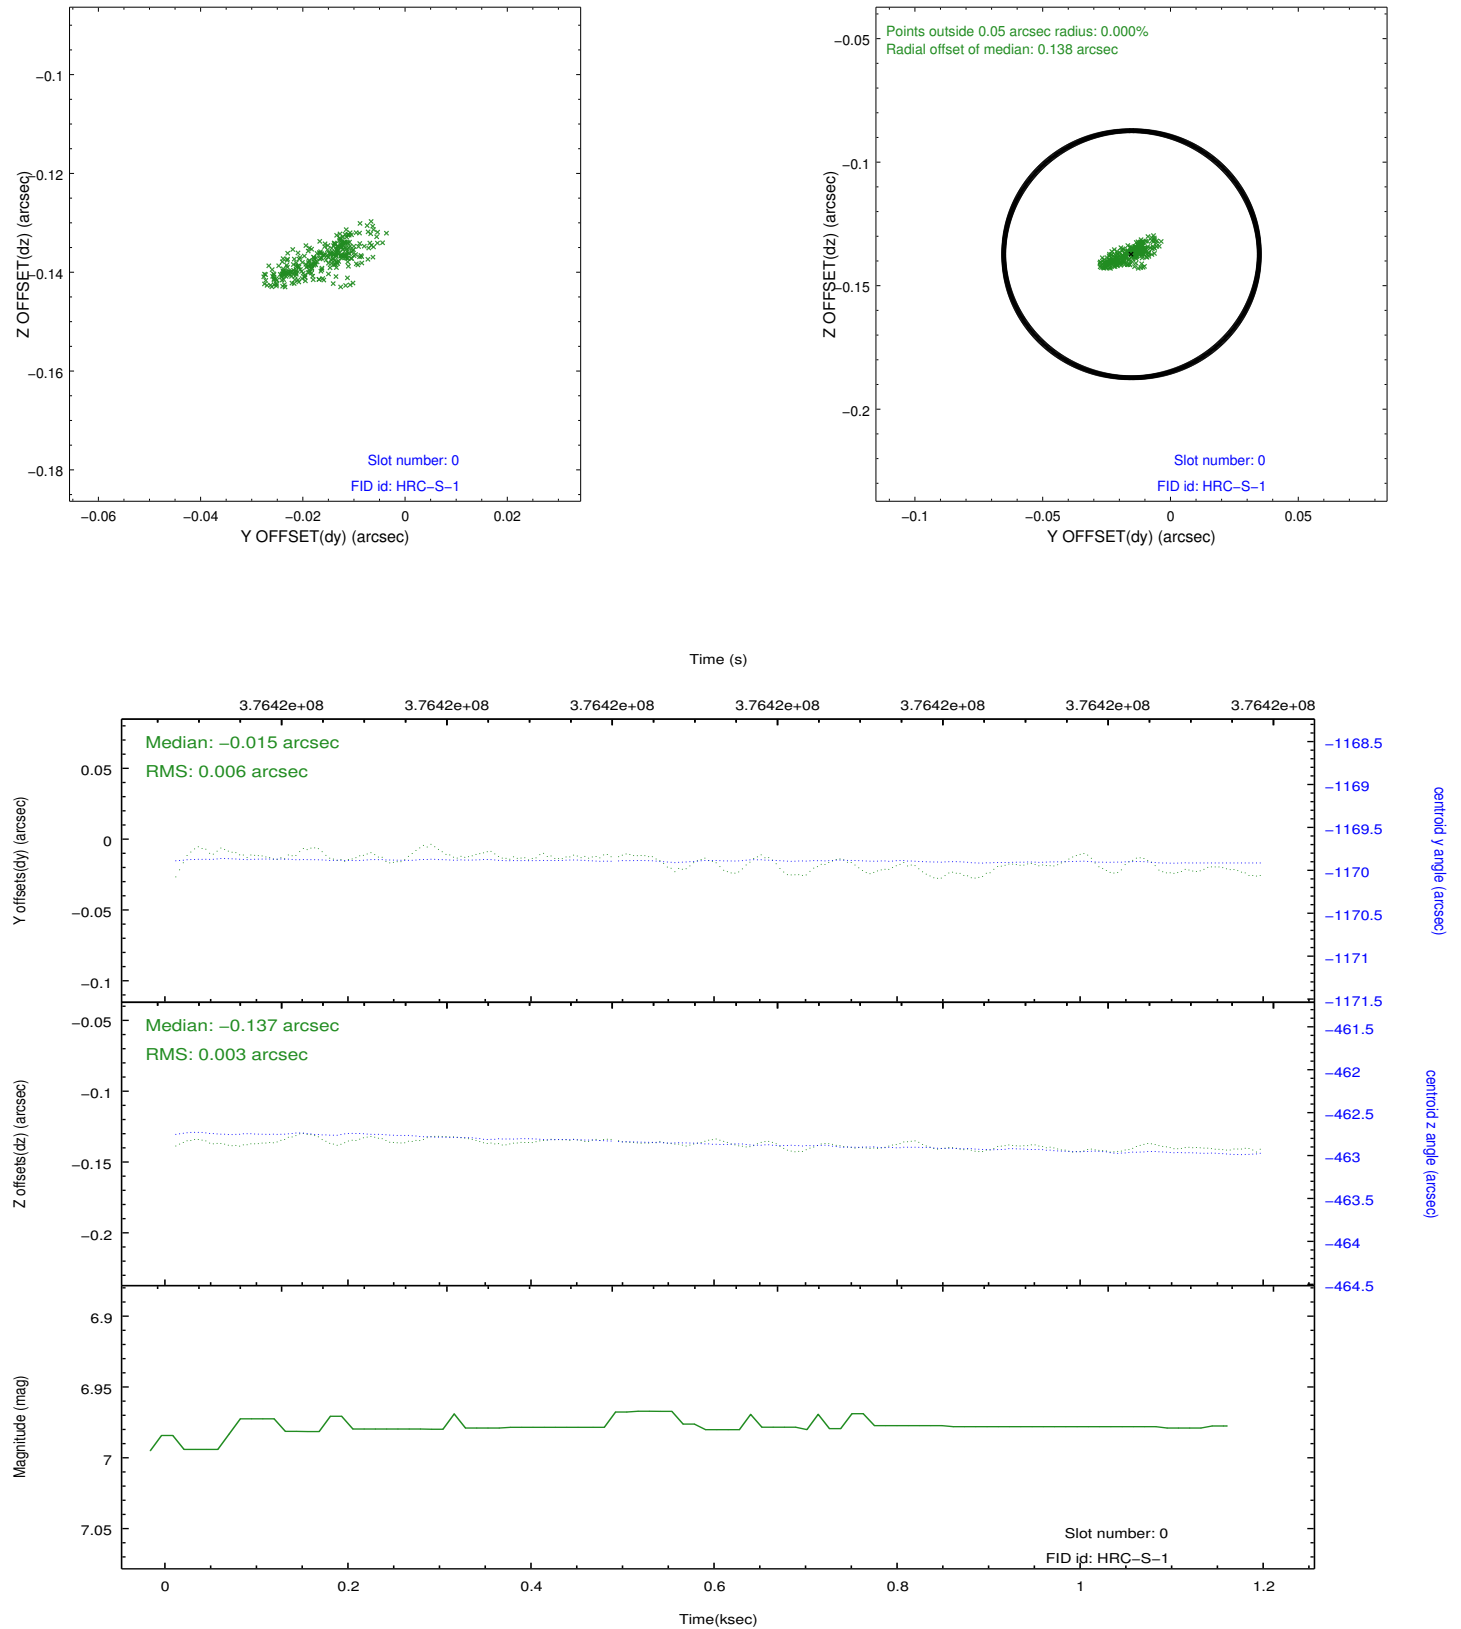 −0.1
−0.12
−0.14
−0.16
−0.18
Z OFFSET(dz) (arcsec)
Slot number: 0
FID id: HRC−S−1
−0.06
−0.04
−0.02
0
0.02
Y OFFSET(dy) (arcsec)
Points outside 0.05 arcsec radius: 0.000%
Radial offset of median: 0.138 arcsec
−0.05
−0.1
−0.15
−0.2
Z OFFSET(dz) (arcsec)
Slot number: 0
FID id: HRC−S−1
−0.1
−0.05
0
0.05
Y OFFSET(dy) (arcsec)
Time (s)
3.7642e+08
3.7642e+08
3.7642e+08
3.7642e+08
3.7642e+08
3.7642e+08
3.7642e+08
Median: −0.015 arcsec
RMS: 0.006 arcsec
0.05
0
−0.05
−0.1
Y offsets(dy) (arcsec)
−1168.5
−1169
−1169.5
−1170
−1170.5
−1171
−1171.5
centroid y angle (arcsec)
Median: −0.137 arcsec
RMS: 0.003 arcsec
−0.05
−0.1
−0.15
−0.2
Z offsets(dz) (arcsec)
−461.5
−462
−462.5
−463
−463.5
−464
−464.5
centroid z angle (arcsec)
6.9
6.95
7
7.05
Magnitude (mag)
Slot number: 0
FID id: HRC−S−1
0
0.2
0.4
0.6
0.8
1
1.2
Time(ksec)